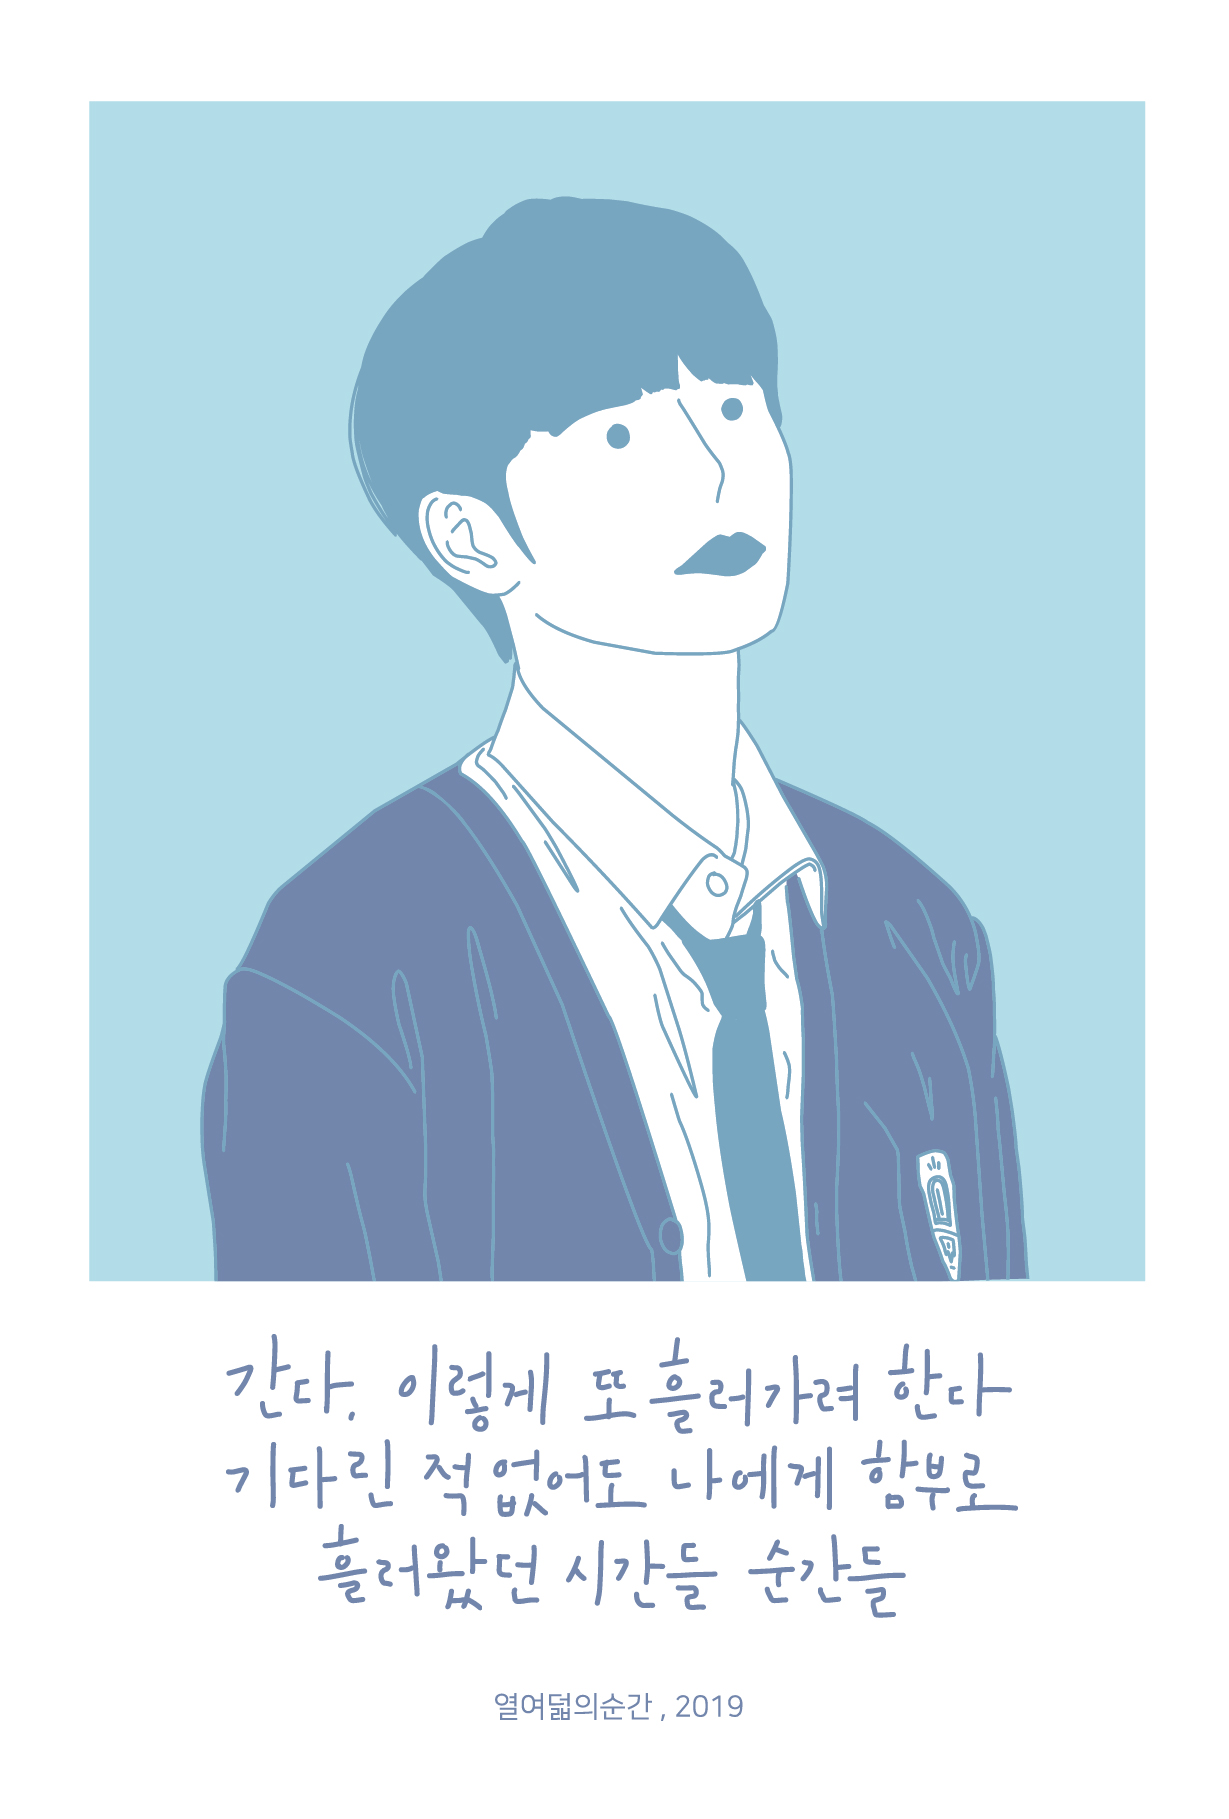 간다. 이렇게 또 흘러가려 한다
기다린 적 없어도 나에게 함부로
흘러왔던 시간들 순간들
열여덟의순간 , 2019